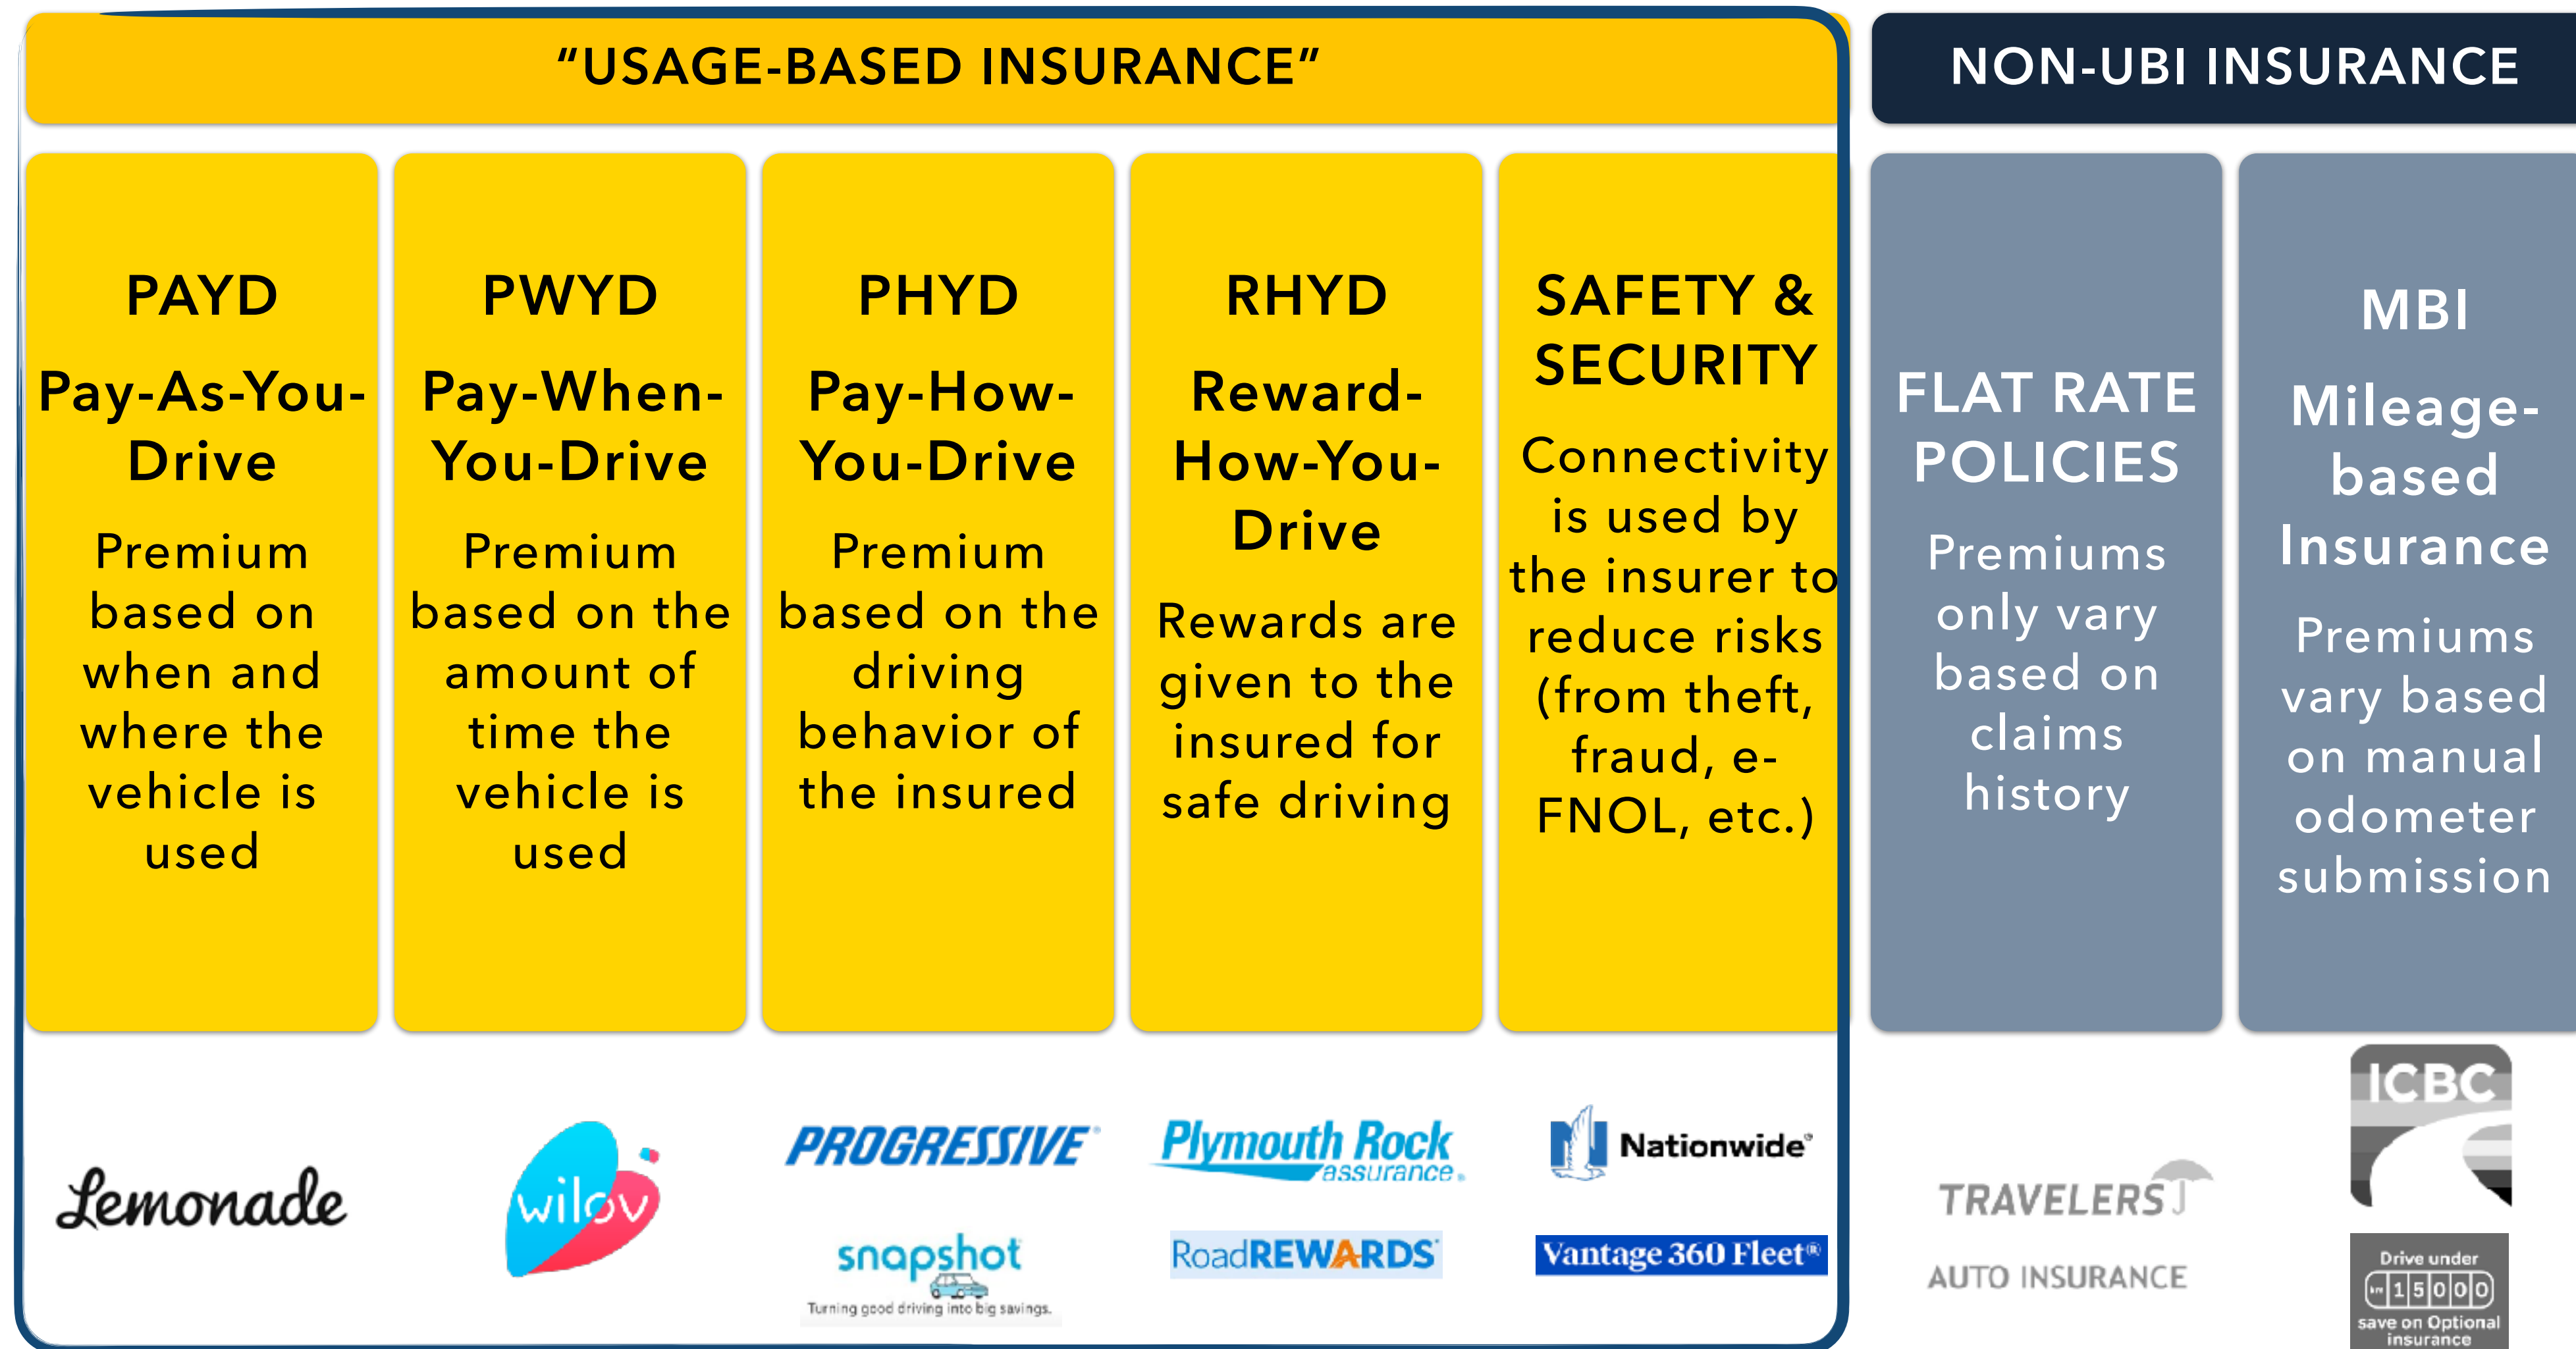 “USAGE-BASED INSURANCE”
NON-UBI INSURANCE
PAYD
Pay-As-You-
Drive
Premium
based on
when and
where the
vehicle is
used
PWYD
Pay-When-
You-Drive
Premium
based on the
amount of
time the
vehicle is
used
PHYD
Pay-How-
You-Drive
Premium
based on the
driving
behavior of
the insured
RHYD
Reward-
How-You-
Drive
Rewards are
given to the
insured for
safe driving
SAFETY &
SECURITY
Connectivity
is used by
the insurer to
reduce risks
(from theft,
fraud, e-
FNOL, etc.)
FLAT RATE
POLICIES
Premiums
only vary
based on
claims
history
MBI
Mileage-
based
Insurance
Premiums
vary based
on manual
odometer
submission
Lemonade
wilov
PROGRESSIVE®
snapshot
Turning good driving into big savings.
Plymouth Rock
assurance®
RoadREWARDS
Nationwide®
Vantage 360 Fleet®
TRAVELERS
AUTO INSURANCE
ICBC
Drive under
km 15000
save on Optional
insurance